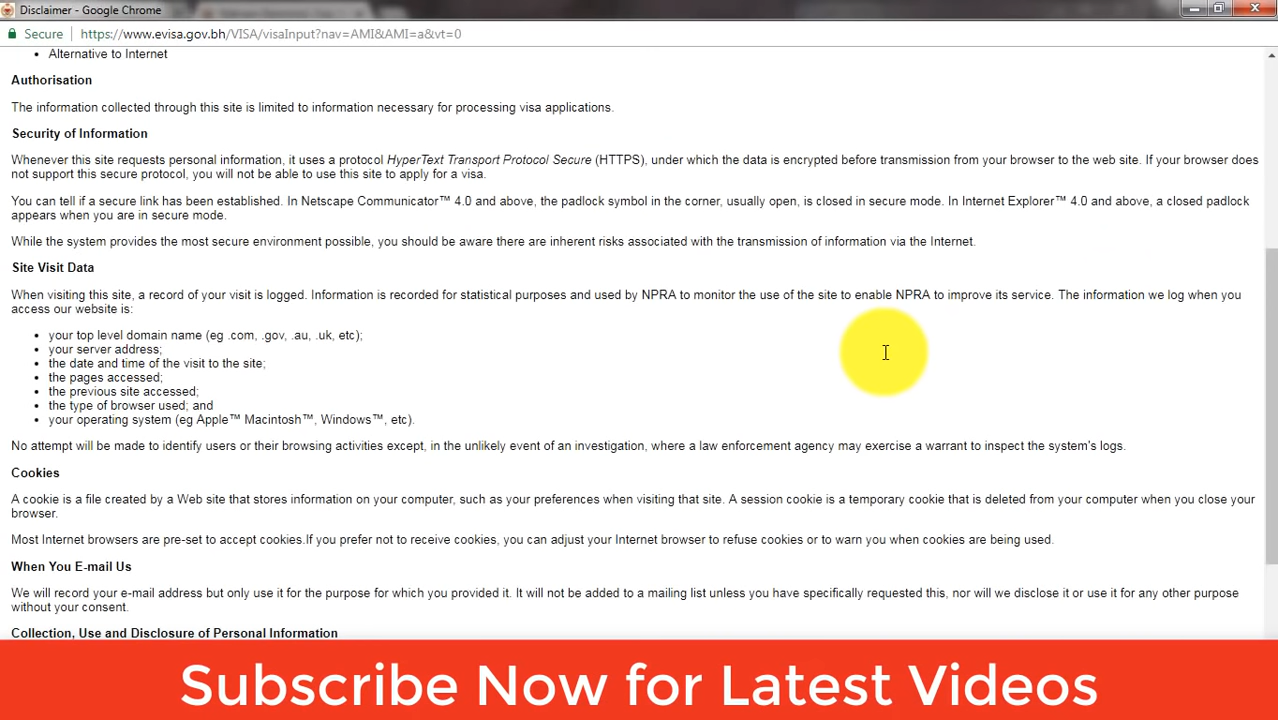 Disclaimer - Google Chrome
Secure https://www.evisa.gov.bh/VISA/visaInput?nav=AMI&AMI=a&vt=0
• Alternative to Internet
Authorisation
The information collected through this site is limited to information necessary for processing visa applications.
Security of Information
Whenever this site requests personal information, it uses a protocol HyperText Transport Protocol Secure (HTTPS), under which the data is encrypted before transmission from your browser to the web site. If your browser does
not support this secure protocol, you will not be able to use this site to apply for a visa.
You can tell if a secure link has been established. In Netscape Communicator™ 4.0 and above, the padlock symbol in the corner, usually open, is closed in secure mode. In Internet Explorer™ 4.0 and above, a closed padlock
appears when you are in secure mode.
While the system provides the most secure environment possible, you should be aware there are inherent risks associated with the transmission of information via the Internet.
Site Visit Data
When visiting this site, a record of your visit is logged. Information is recorded for statistical purposes and used by NPRA to monitor the use of the site to enable NPRA to improve its service. The information we log when you
access our website is:
• your top level domain name (eg .com, .gov, .au, .uk, etc);
• your server address;
• the date and time of the visit to the site;
• the pages accessed;
• the previous site accessed;
• the type of browser used; and
• your operating system (eg Apple™ Macintosh™, Windows™, etc).
No attempt will be made to identify users or their browsing activities except, in the unlikely event of an investigation, where a law enforcement agency may exercise a warrant to inspect the system's logs.
Cookies
A cookie is a file created by a Web site that stores information on your computer, such as your preferences when visiting that site. A session cookie is a temporary cookie that is deleted from your computer when you close your
browser.
Most Internet browsers are pre-set to accept cookies.If you prefer not to receive cookies, you can adjust your Internet browser to refuse cookies or to warn you when cookies are being used.
When You E-mail Us
We will record your e-mail address but only use it for the purpose for which you provided it. It will not be added to a mailing list unless you have specifically requested this, nor will we disclose it or use it for any other purpose
without your consent.
Collection, Use and Disclosure of Personal Information
Subscribe Now for Latest Videos